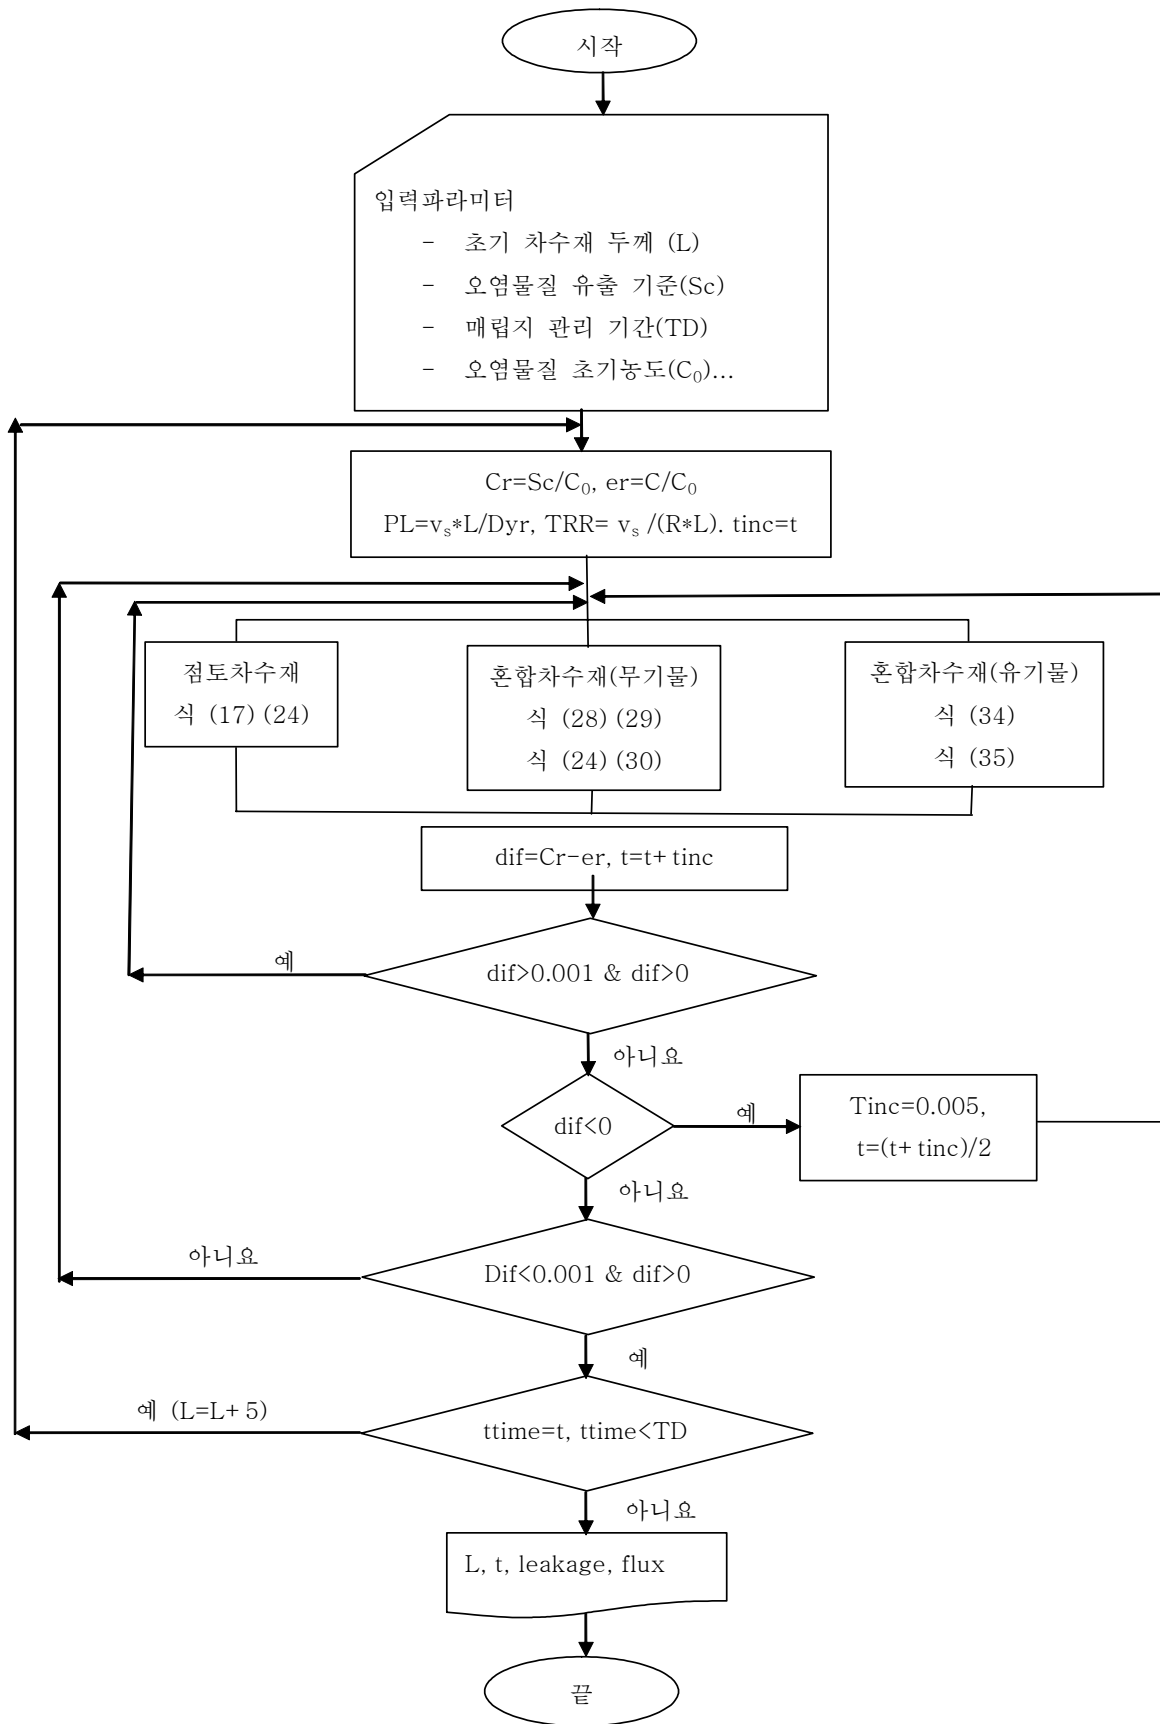 시작
입력파라미터
- 초기 차수재 두께 (L)
- 오염물질 유출 기준(Sc)
- 매립지 관리 기간(TD)
- 오염물질 초기농도(C₀)...
Cr=Sc/C₀, er=C/C₀
PL=vₛ*L/Dyr, TRR= vₛ /(R*L). tinc=t
점토차수재
식 (17) (24)
혼합차수재(무기물)
식 (28) (29)
식 (24) (30)
혼합차수재(유기물)
식 (34)
식 (35)
dif=Cr-er, t=t+tinc
예
dif>0.001 & dif>0
아니요
dif<0
예
Tinc=0.005,
t=(t+tinc)/2
아니요
아니요
Dif<0.001 & dif>0
예
예 (L=L+5)
ttime=t, ttime<TD
아니요
L, t, leakage, flux
끝